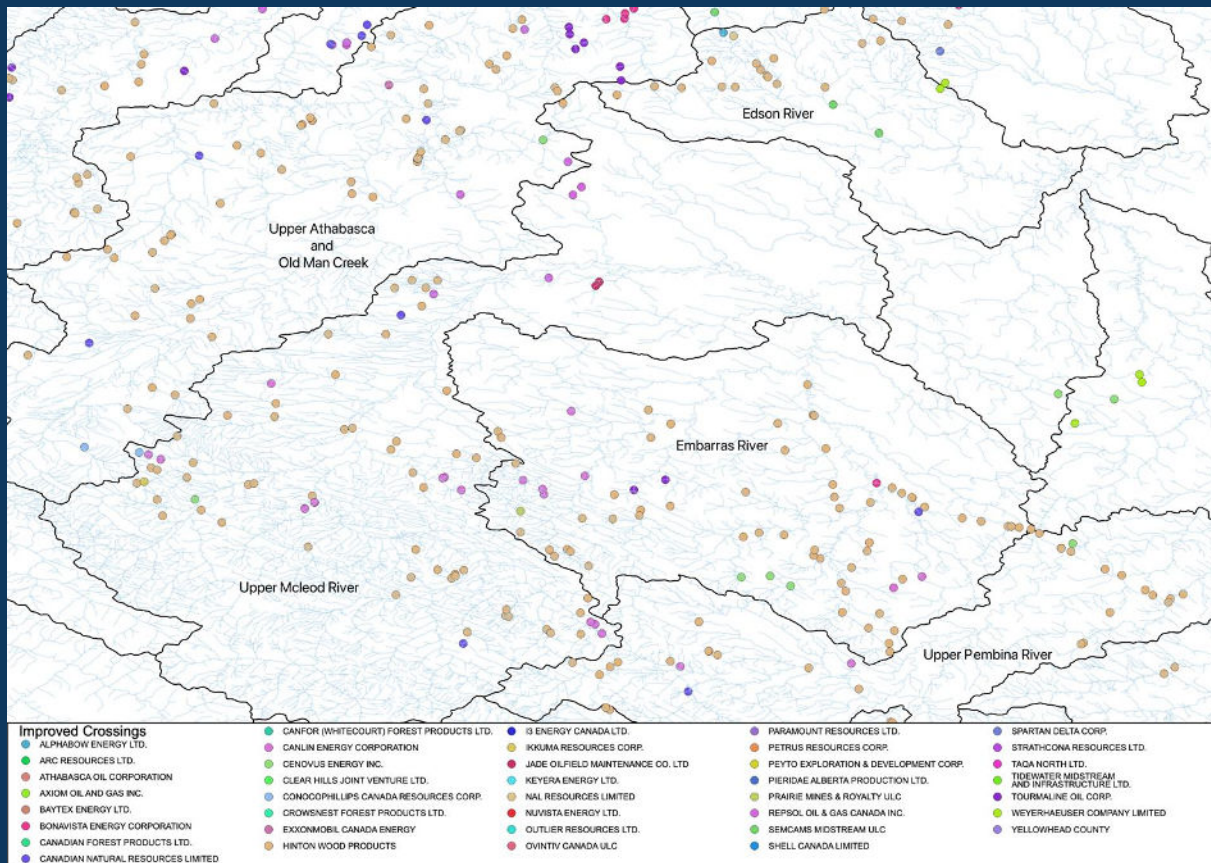 Edson River
Upper Athabasca
and
Old Man Creek
Embarras River
Upper Mcleod River
Upper Pembina River
Improved Crossings
ALPHABOW ENERGY LTD.
ARC RESOURCES LTD.
ATHABASCA OIL CORPORATION
AXIOM OIL AND GAS INC.
BAYTEX ENERGY LTD.
BONAVISTA ENERGY CORPORATION
CANADIAN FOREST PRODUCTS LTD.
CANADIAN NATURAL RESOURCES LIMITED
CANFOR (WHITECOURT) FOREST PRODUCTS LTD.
CANLIN ENERGY CORPORATION
CENOVUS ENERGY INC.
CLEAR HILLS JOINT VENTURE LTD.
CONOCOPHILLIPS CANADA RESOURCES CORP.
CROWSNEST FOREST PRODUCTS LTD.
EXXONMOBIL CANADA ENERGY
HINTON WOOD PRODUCTS
I3 ENERGY CANADA LTD.
IKKUMA RESOURCES CORP.
JADE OILFIELD MAINTENANCE CO. LTD
KEYERA ENERGY LTD.
NAL RESOURCES LIMITED
NUVISTA ENERGY LTD.
OUTLIER RESOURCES LTD.
OVINTIV CANADA ULC
PARAMOUNT RESOURCES LTD.
PETRUS RESOURCES CORP.
PEYTO EXPLORATION & DEVELOPMENT CORP.
PIERIDAE ALBERTA PRODUCTION LTD.
PRAIRIE MINES & ROYALTY ULC
REPSOL OIL & GAS CANADA INC.
SEMCAMS MIDSTREAM ULC
SHELL CANADA LIMITED
SPARTAN DELTA CORP.
STRATHCONA RESOURCES LTD.
TAQA NORTH LTD.
TIDEWATER MIDSTREAM
AND INFRASTRUCTURE LTD.
TOURMALINE OIL CORP.
WEYERHAEUSER COMPANY LIMITED
YELLOWHEAD COUNTY